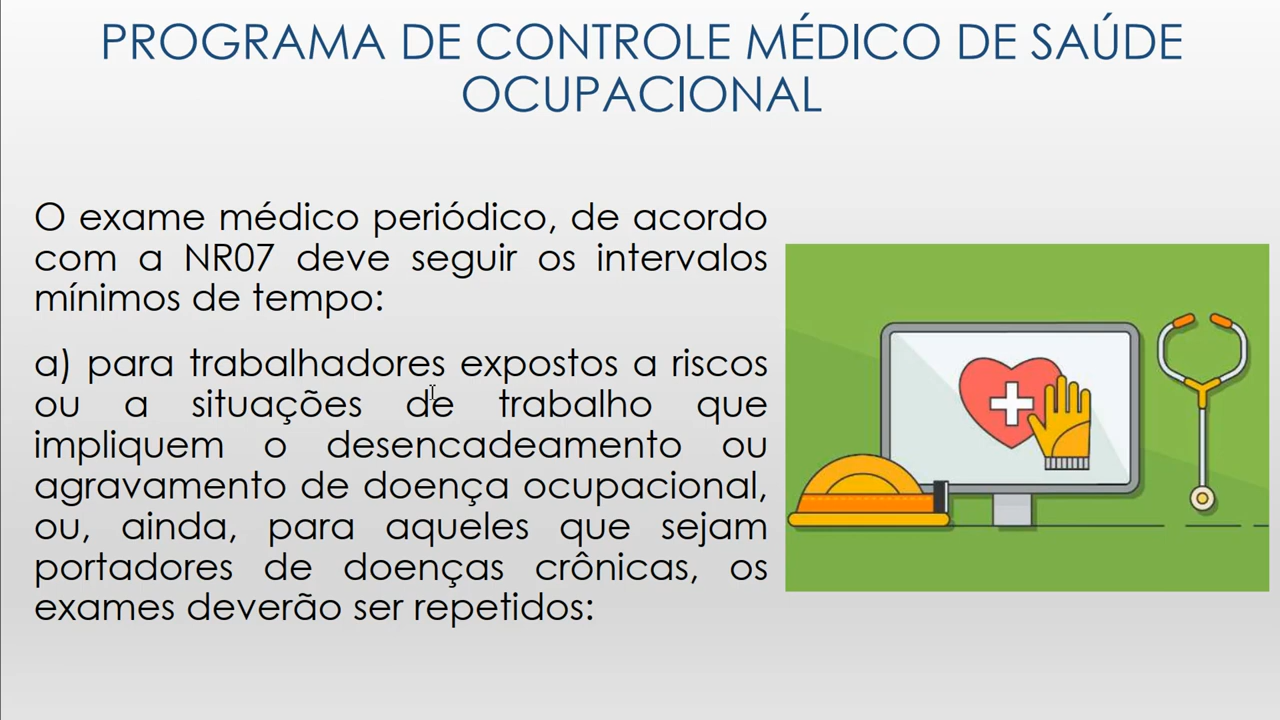 PROGRAMA DE CONTROLE MÉDICO DE SAÚDE
OCUPACIONAL
O exame médico periódico, de acordo
com a NR07 deve seguir os intervalos
mínimos de tempo:
a) para trabalhadores expostos a riscos
ou a situações de trabalho que
impliquem o desencadeamento ou
agravamento de doença ocupacional,
ou, ainda, para aqueles que sejam
portadores de doenças crônicas, os
exames deverão ser repetidos: